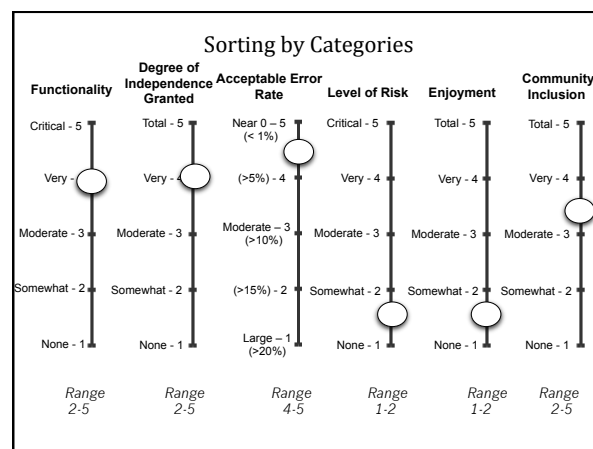 Sorting by Categories
Functionality
Degree of
Independence
Granted
Acceptable Error
Rate
Level of Risk
Enjoyment
Community
Inclusion
Critical - 5
Very -
Moderate - 3
Somewhat - 2
None - 1
Total - 5
Very - 4
Moderate - 3
Somewhat - 2
None - 1
Near 0 – 5
(< 1%)
(>5%) - 4
Moderate – 3
(>10%)
(>15%) - 2
Large – 1
(>20%)
Critical - 5
Very - 4
Moderate - 3
Somewhat - 2
None - 1
Total - 5
Very - 4
Moderate - 3
Somewhat - 2
None - 1
Total - 5
Very - 4
Moderate - 3
Somewhat - 2
None - 1
Range
2-5
Range
2-5
Range
4-5
Range
1-2
Range
1-2
Range
2-5